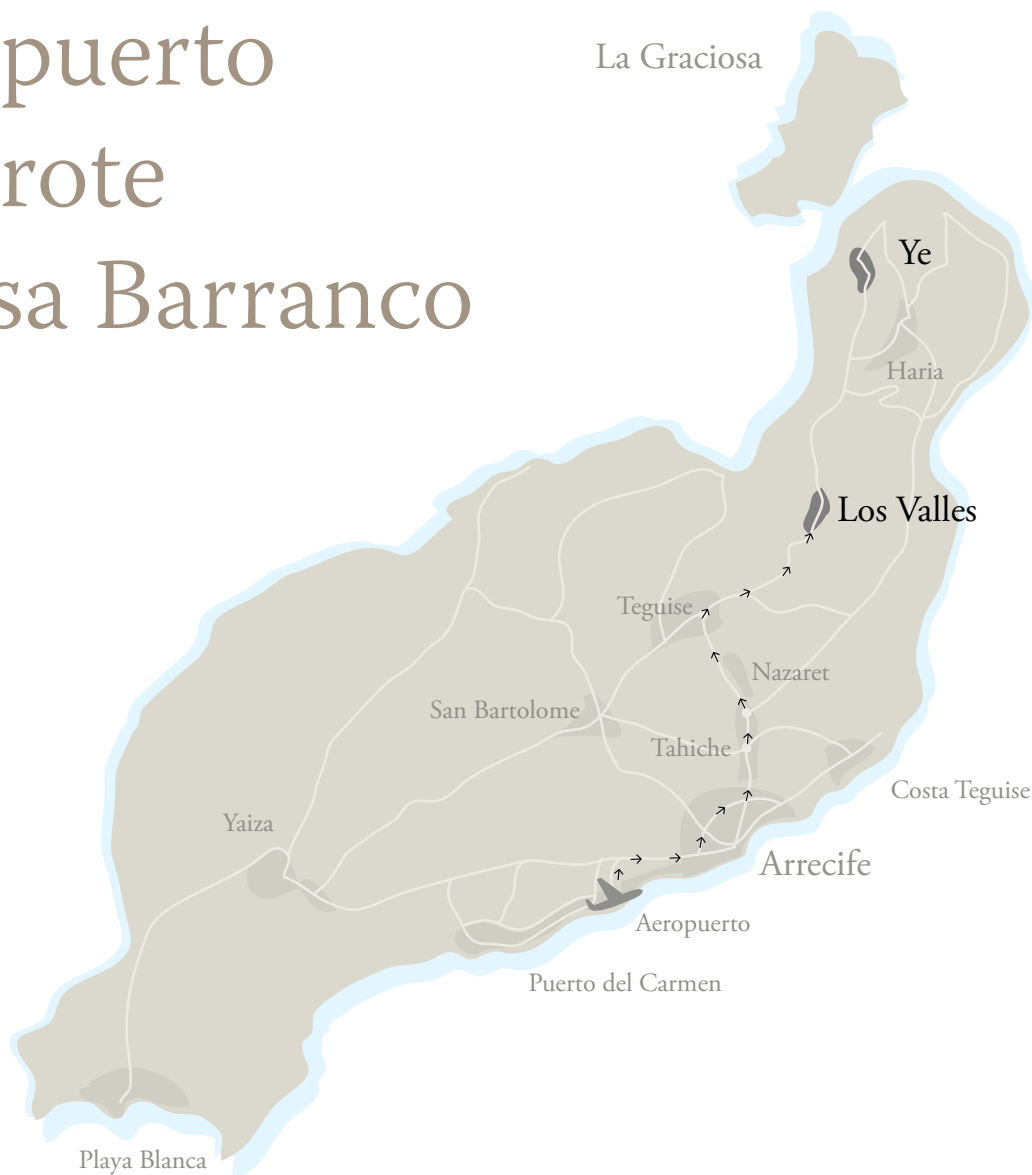 puerto
rote
sa Barranco
La Graciosa
Ye
Haria
Los Valles
Teguise
Nazaret
San Bartolome
Tahiche
Costa Teguise
Yaiza
Arrecife
Aeropuerto
Puerto del Carmen
Playa Blanca